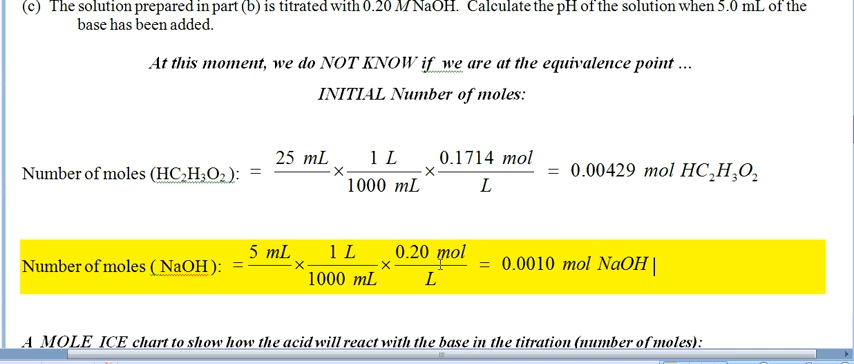 (c) The solution prepared in part (b) is titrated with 0.20 M NaOH. Calculate the pH of the solution when 5.0 mL of the
base has been added.
At this moment, we do NOT KNOW if we are at the equivalence point ...
INITIAL Number of moles:
Number of moles (HC₂H₃O₂): = 25 mL × 1 L / 1000 mL × 0.1714 mol / L = 0.00429 mol HC₂H₃O₂
Number of moles ( NaOH): = 5 mL × 1 L / 1000 mL × 0.20 mol / L = 0.0010 mol NaOH
A MOLE ICE chart to show how the acid will react with the base in the titration (number of moles):